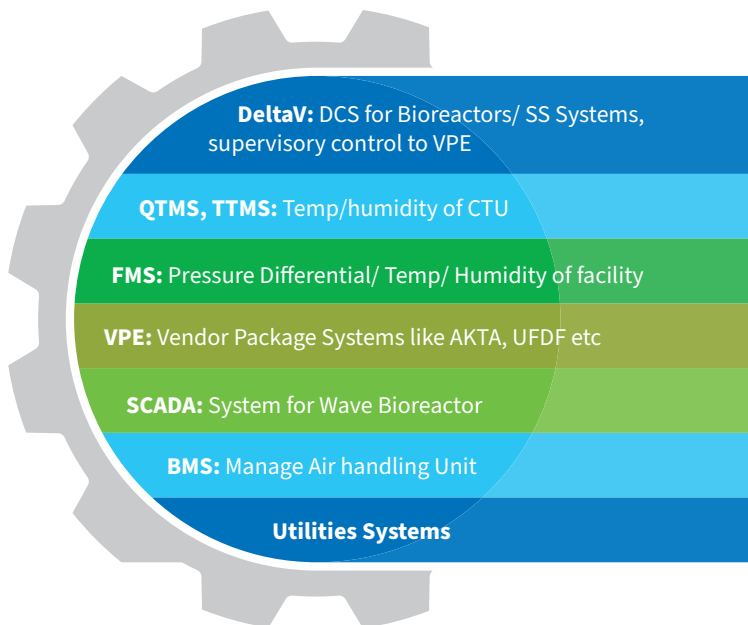 DeltaV: DCS for Bioreactors/ SS Systems,
supervisory control to VPE
QTMS, TTMS: Temp/humidity of CTU
FMS: Pressure Differential/ Temp/ Humidity of facility
VPE: Vendor Package Systems like AKTA, UFDF etc
SCADA: System for Wave Bioreactor
BMS: Manage Air handling Unit
Utilities Systems